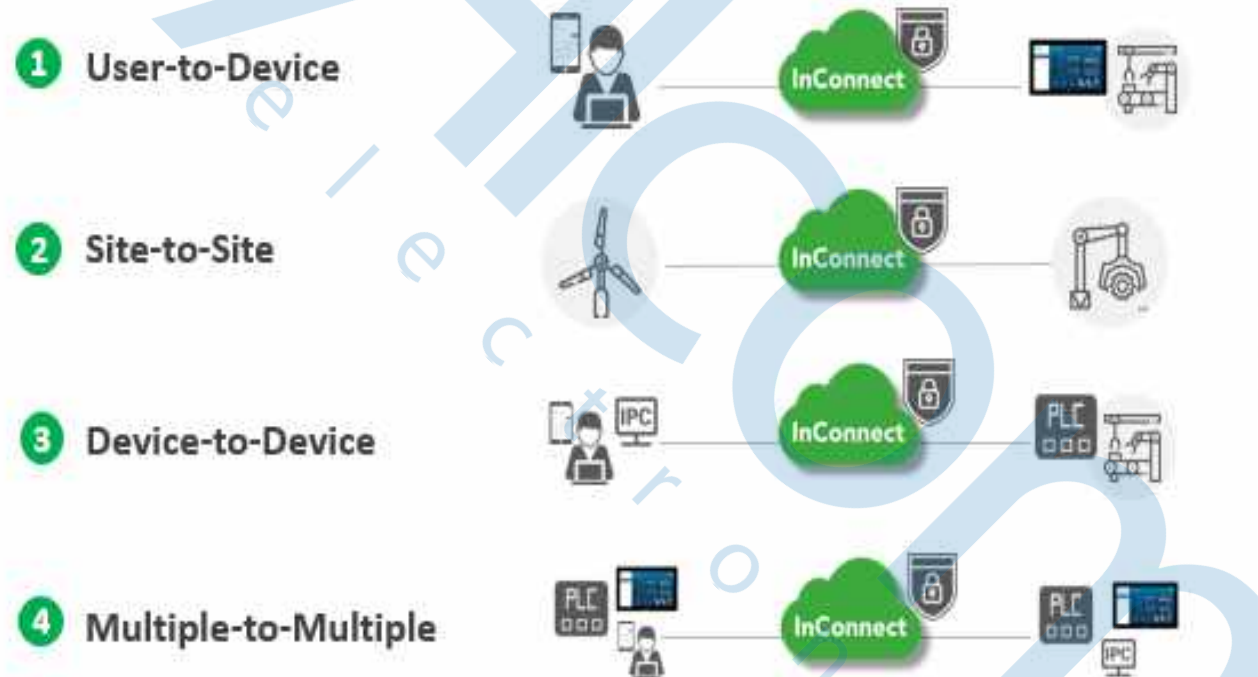 1 User-to-Device
InConnect
2 Site-to-Site
InConnect
3 Device-to-Device
IPC
InConnect
PLC
4 Multiple-to-Multiple
PLC
InConnect
PLC
IPC
electron